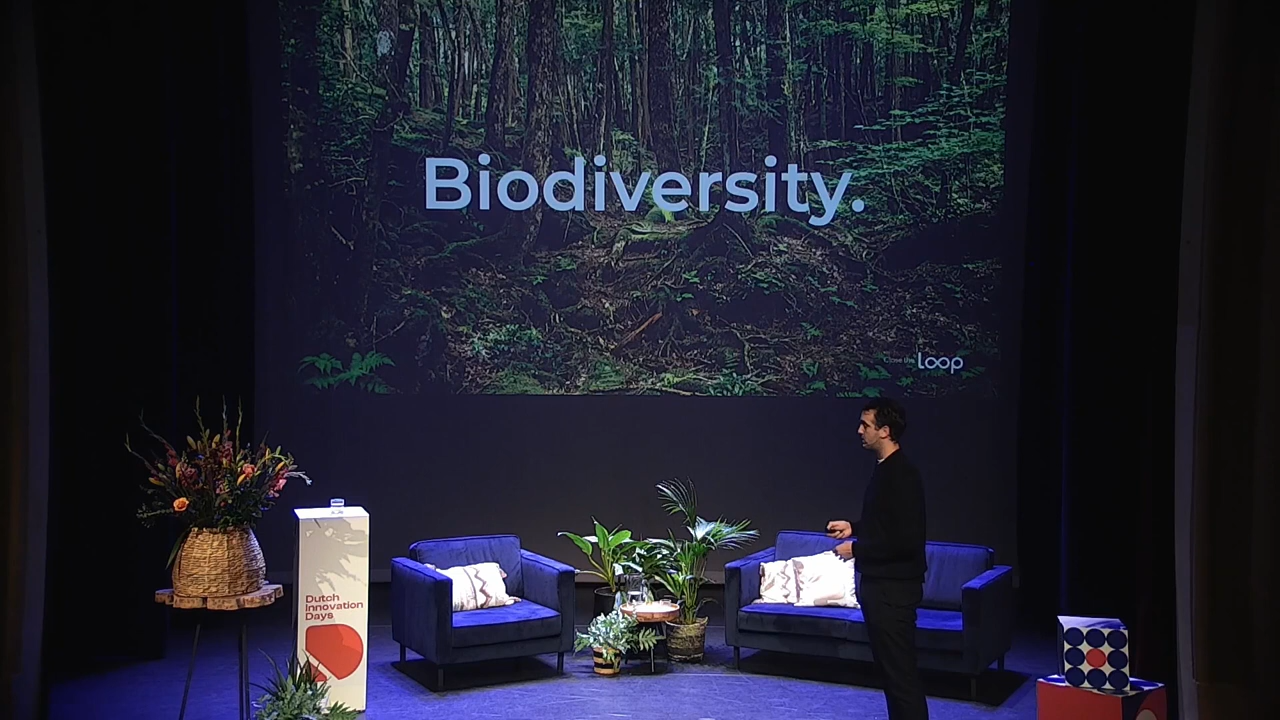 Biodiversity.
Close the Loop
Dutch
Innovation
Days